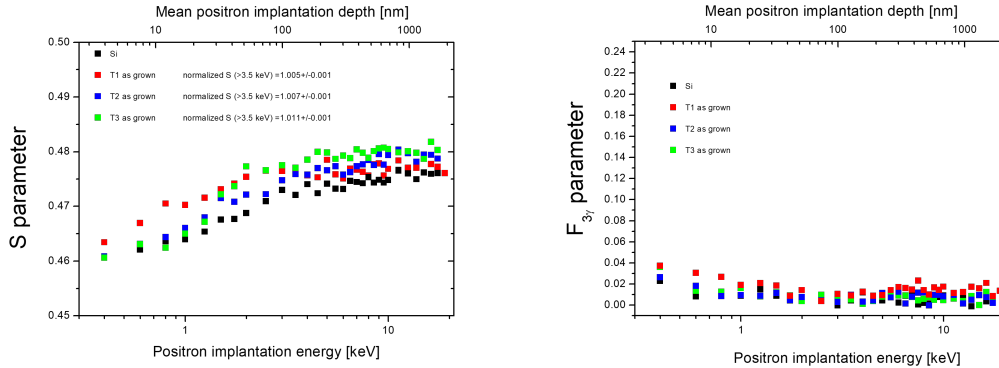 Mean positron implantation depth [nm]
10 100 1000
0.50
0.49
0.48
0.47
0.46
0.45
S parameter
Si
T1 as grown normalized S (>3.5 keV) =1.005+/-0.001
T2 as grown normalized S (>3.5 keV) =1.007+/-0.001
T3 as grown normalized S (>3.5 keV) =1.011+/-0.001
1 10
Positron implantation energy [keV]
Mean positron implantation depth [nm]
10 100 1000
0.24
0.22
0.20
0.18
0.16
0.14
0.12
0.10
0.08
0.06
0.04
0.02
0.00
F3γ parameter
Si
T1 as grown
T2 as grown
T3 as grown
1 10
Positron implantation energy [keV]